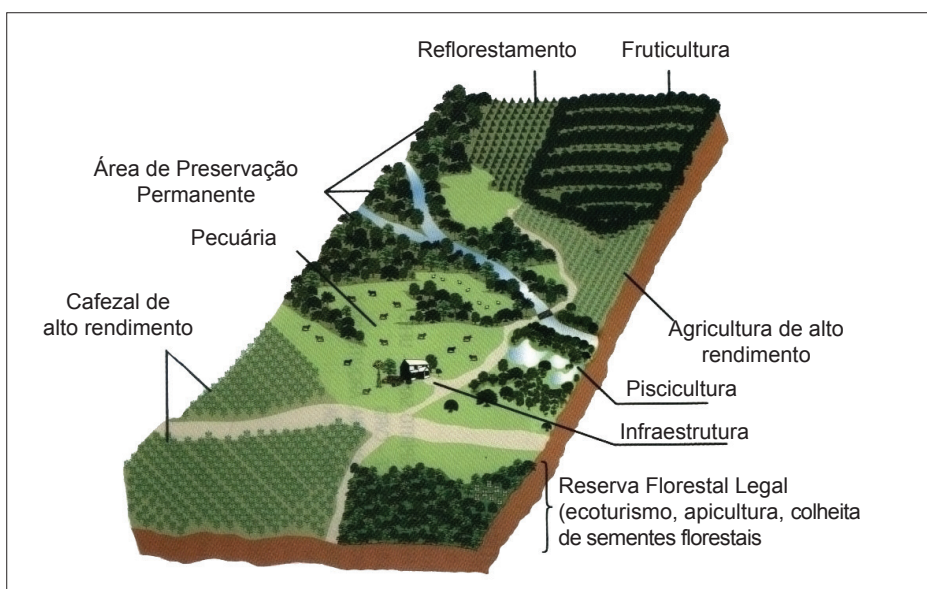 Reflorestamento
Fruticultura
Área de Preservação
Permanente
Pecuária
Cafezal de
alto rendimento
Agricultura de alto
rendimento
Piscicultura
Infraestrutura
Reserva Florestal Legal
(ecoturismo, apicultura, colheita
de sementes florestais